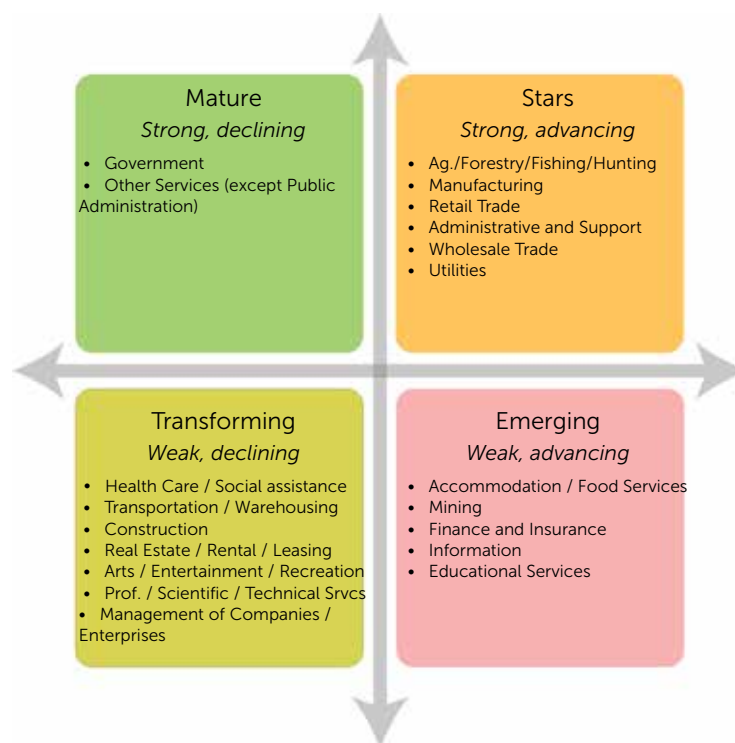 Mature
Strong, declining
• Government
• Other Services (except Public
Administration)
Stars
Strong, advancing
• Ag./Forestry/Fishing/Hunting
• Manufacturing
• Retail Trade
• Administrative and Support
• Wholesale Trade
• Utilities
Transforming
Weak, declining
• Health Care / Social assistance
• Transportation / Warehousing
• Construction
• Real Estate / Rental / Leasing
• Arts / Entertainment / Recreation
• Prof. / Scientific / Technical Srvcs
• Management of Companies /
Enterprises
Emerging
Weak, advancing
• Accommodation / Food Services
• Mining
• Finance and Insurance
• Information
• Educational Services